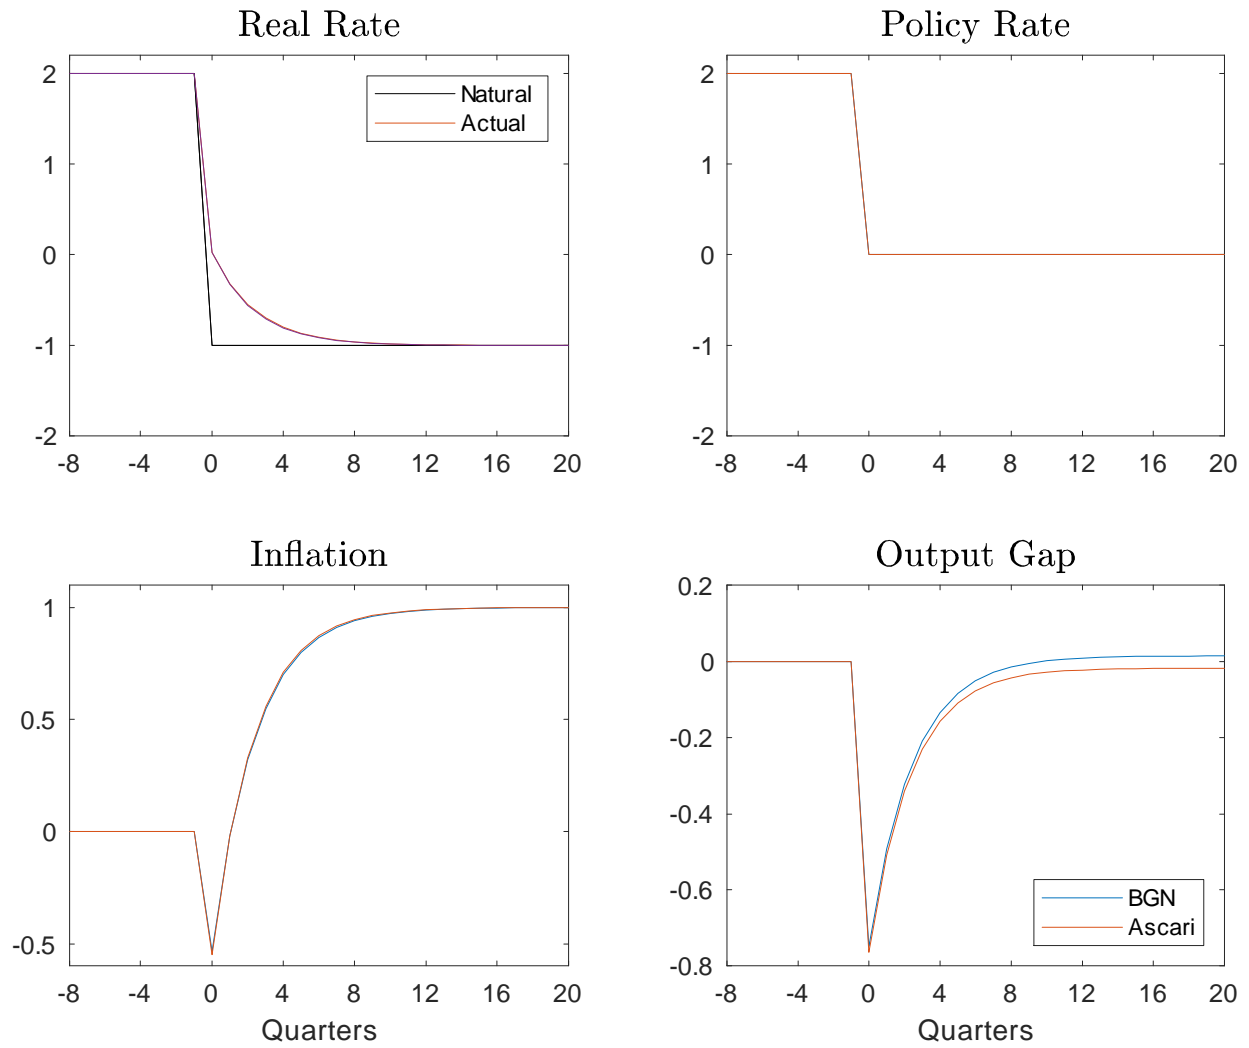 Real Rate
2
1
0
-1
-2
-8 -4 0 4 8 12 16 20
Natural
Actual
Policy Rate
2
1
0
-1
-2
-8 -4 0 4 8 12 16 20
Inflation
1
0.5
0
-0.5
-8 -4 0 4 8 12 16 20
Quarters
Output Gap
0.2
0
-0.2
-0.4
-0.6
-0.8
-8 -4 0 4 8 12 16 20
BGN
Ascari
Quarters